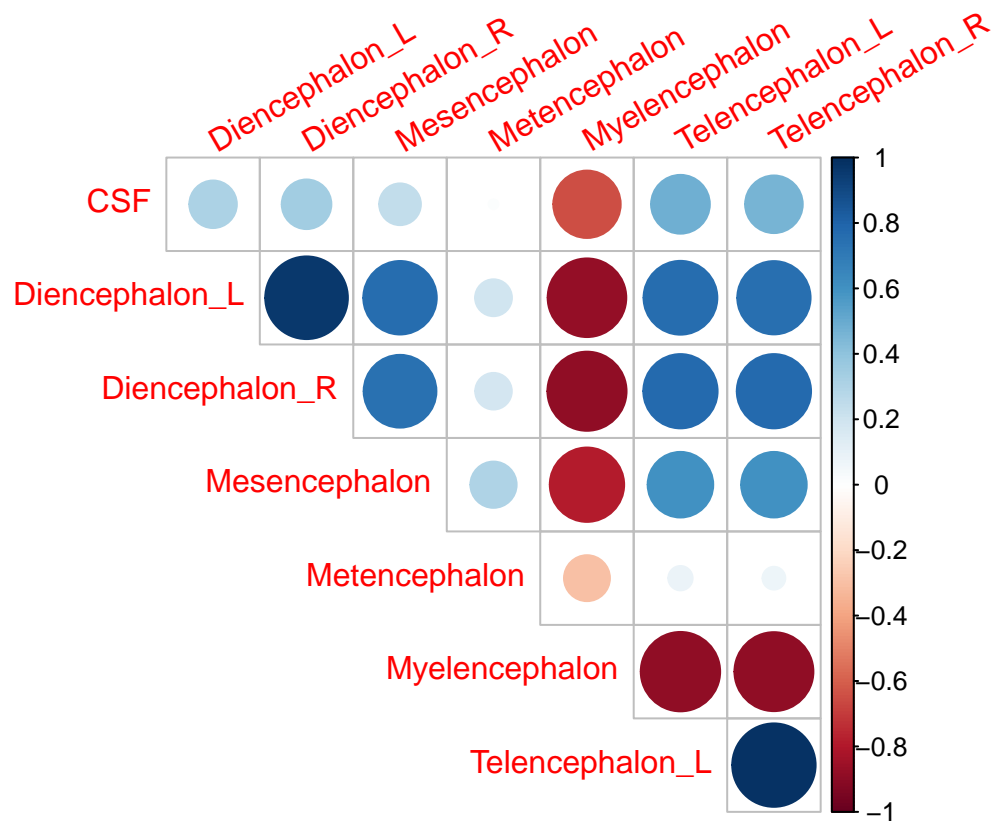 Diencephalon_L
Diencephalon_R
Mesencephalon
Metencephalon
Myelencephalon
Telencephalon_L
Telencephalon_R
CSF
Diencephalon_L
Diencephalon_R
Mesencephalon
Metencephalon
Myelencephalon
Telencephalon_L
1
0.8
0.6
0.4
0.2
0
−0.2
−0.4
−0.6
−0.8
−1